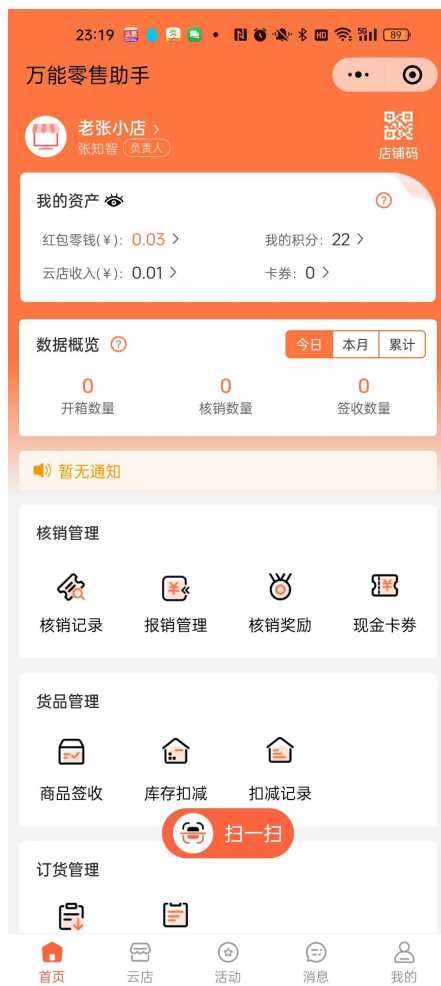 23:19
HD 5G 89
万能零售助手
老张小店 >
张知智 负责人
店铺码
我的资产
红包零钱(¥): 0.03 >
我的积分: 22 >
云店收入(¥): 0.01 >
卡券: 0 >
数据概览
今日 本月 累计
0 0 0
开箱数量 核销数量 签收数量
暂无通知
核销管理
核销记录 报销管理 核销奖励 现金卡券
货品管理
商品签收 库存扣减 扣减记录
扫一扫
订货管理
首页 云店 活动 消息 我的